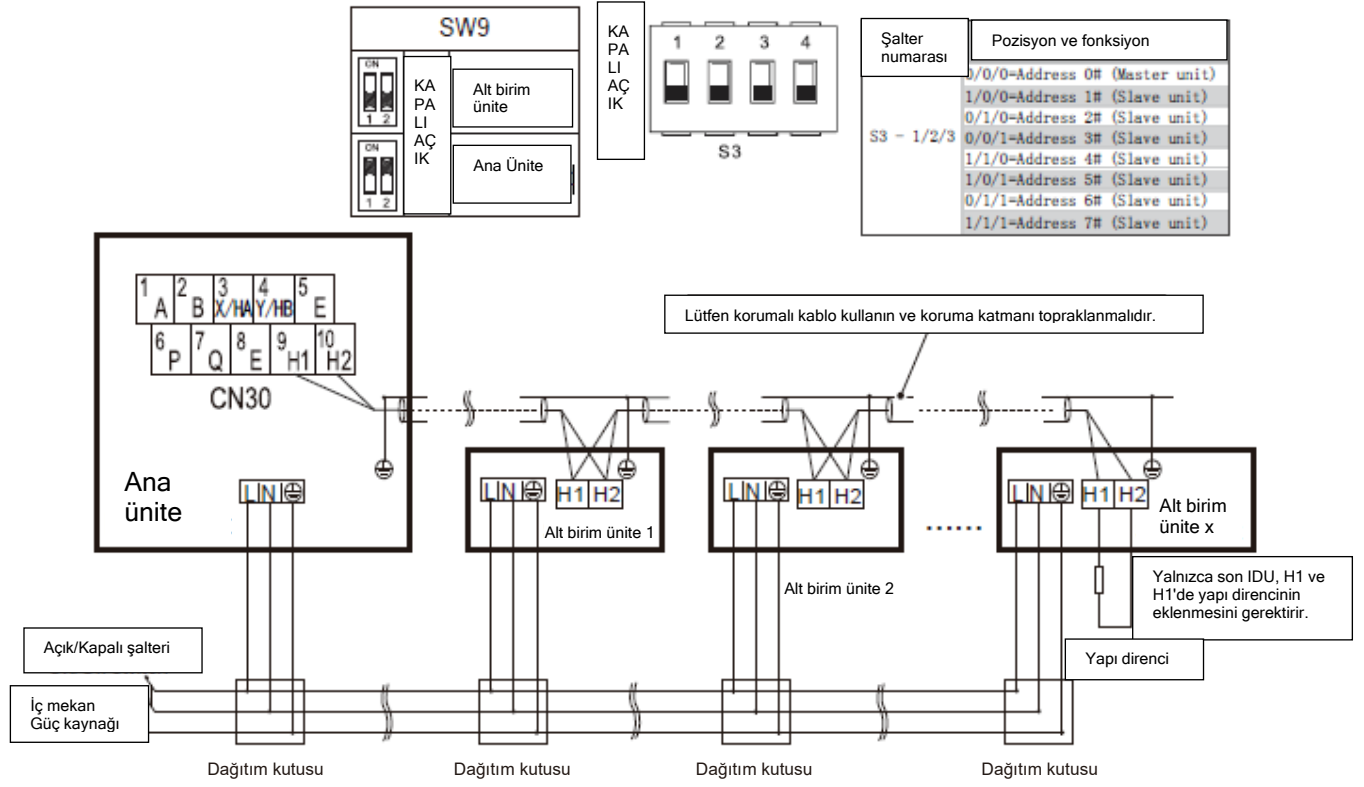 SW9
ON
1 2
KA
PA
LI
AÇ
IK
Alt birim
ünite
ON
1 2
Ana Ünite
KA
PA
LI
AÇ
IK
1 2 3 4
S3
Şalter
numarası
Pozisyon ve fonksiyon
S3 - 1/2/3
0/0/0=Address 0# (Master unit)
1/0/0=Address 1# (Slave unit)
0/1/0=Address 2# (Slave unit)
0/0/1=Address 3# (Slave unit)
1/1/0=Address 4# (Slave unit)
1/0/1=Address 5# (Slave unit)
0/1/1=Address 6# (Slave unit)
1/1/1=Address 7# (Slave unit)
1 A 2 B 3 X/HA 4 Y/HB 5 E
6 P 7 Q 8 E 9 H1 10 H2
CN30
Lütfen korumalı kablo kullanın ve koruma katmanı topraklanmalıdır.
Ana
ünite
L N
L N
H1 H2
Alt birim ünite 1
L N
H1 H2
Alt birim ünite 2
......
L N
H1 H2
Alt birim
ünite x
Yalnızca son IDU, H1 ve
H1'de yapı direncinin
eklenmesini gerektirir.
Yapı direnci
Açık/Kapalı şalteri
İç mekan
Güç kaynağı
Dağıtım kutusu
Dağıtım kutusu
Dağıtım kutusu
Dağıtım kutusu